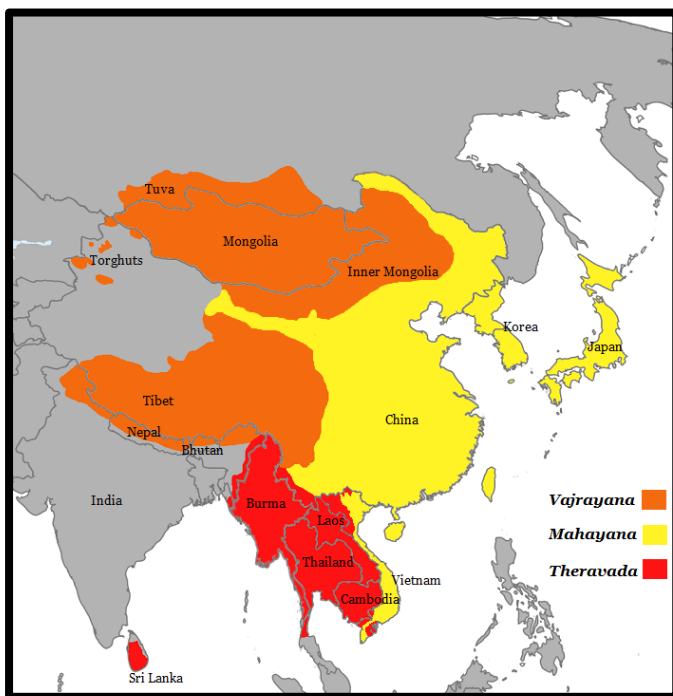 Tuva
Mongolia
Torghuts
Inner Mongolia
Korea
Japan
Tibet
Nepal
Bhutan
China
India
Burma
Laos
Thailand
Vietnam
Cambodia
Sri Lanka
Vajrayana
Mahayana
Theravada